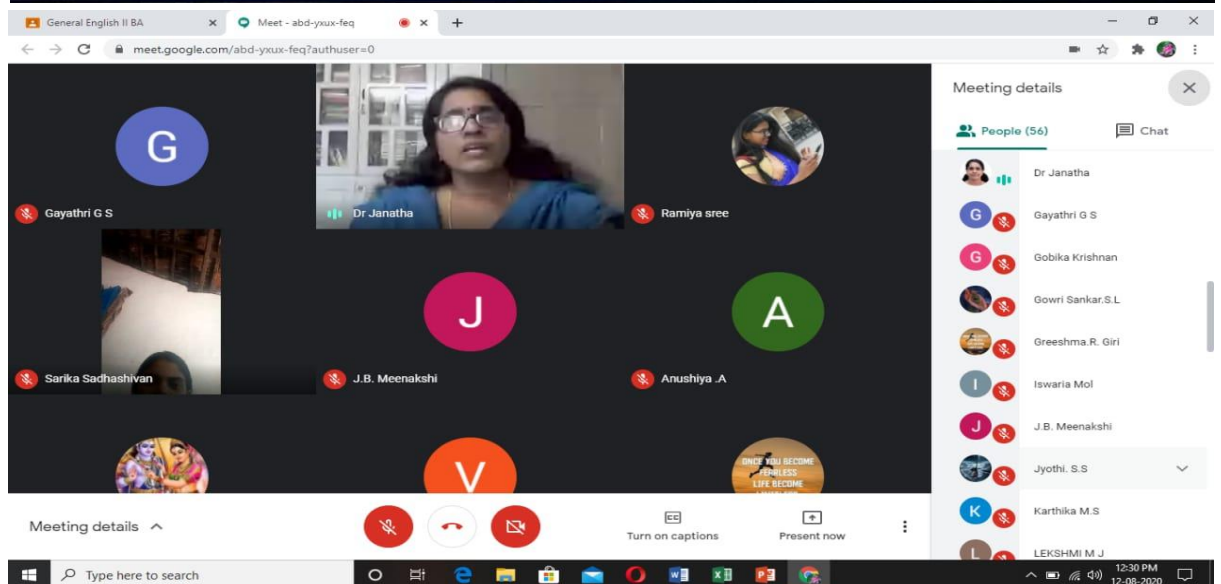 General English II BA
Meet - abd-yxux-feq
meet.google.com/abd-yxux-feq?authuser=0
G
Gayathri G S
Dr Janatha
Ramiya sree
Sarika Sadhashivan
J
J.B. Meenakshi
A
Anushiya .A
V
ONCE YOU BECOME
FEARLESS
LIFE BECOME
Meeting details
People (56)
Chat
Dr Janatha
G
Gayathri G S
G
Gobika Krishnan
Gowri Sankar.S.L
Greeshma.R. Giri
I
Iswaria Mol
J
J.B. Meenakshi
Jyothi. S.S
K
Karthika M.S
L
LEKSHMI M J
Meeting details
CC
Turn on captions
Present now
Type here to search
12:30 PM
12-08-2020